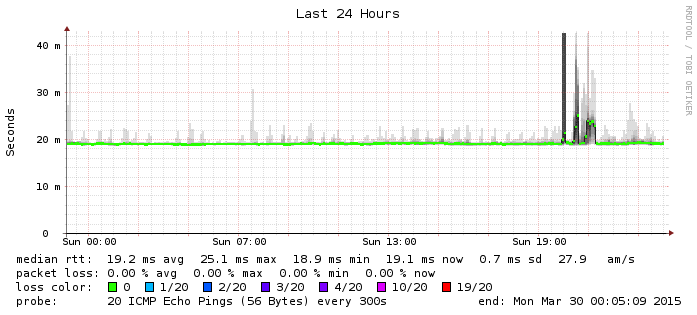 Last 24 Hours
RRDTOOL / TOBI OETIKER
Seconds
40 m
30 m
20 m
10 m
0
Sun 00:00 Sun 07:00 Sun 13:00 Sun 19:00
median rtt: 19.2 ms avg 25.1 ms max 18.9 ms min 19.1 ms now 0.7 ms sd 27.9 am/s
packet loss: 0.00 % avg 0.00 % max 0.00 % min 0.00 % now
loss color: 0 1/20 2/20 3/20 4/20 10/20 19/20
probe: 20 ICMP Echo Pings (56 Bytes) every 300s end: Mon Mar 30 00:05:09 2015